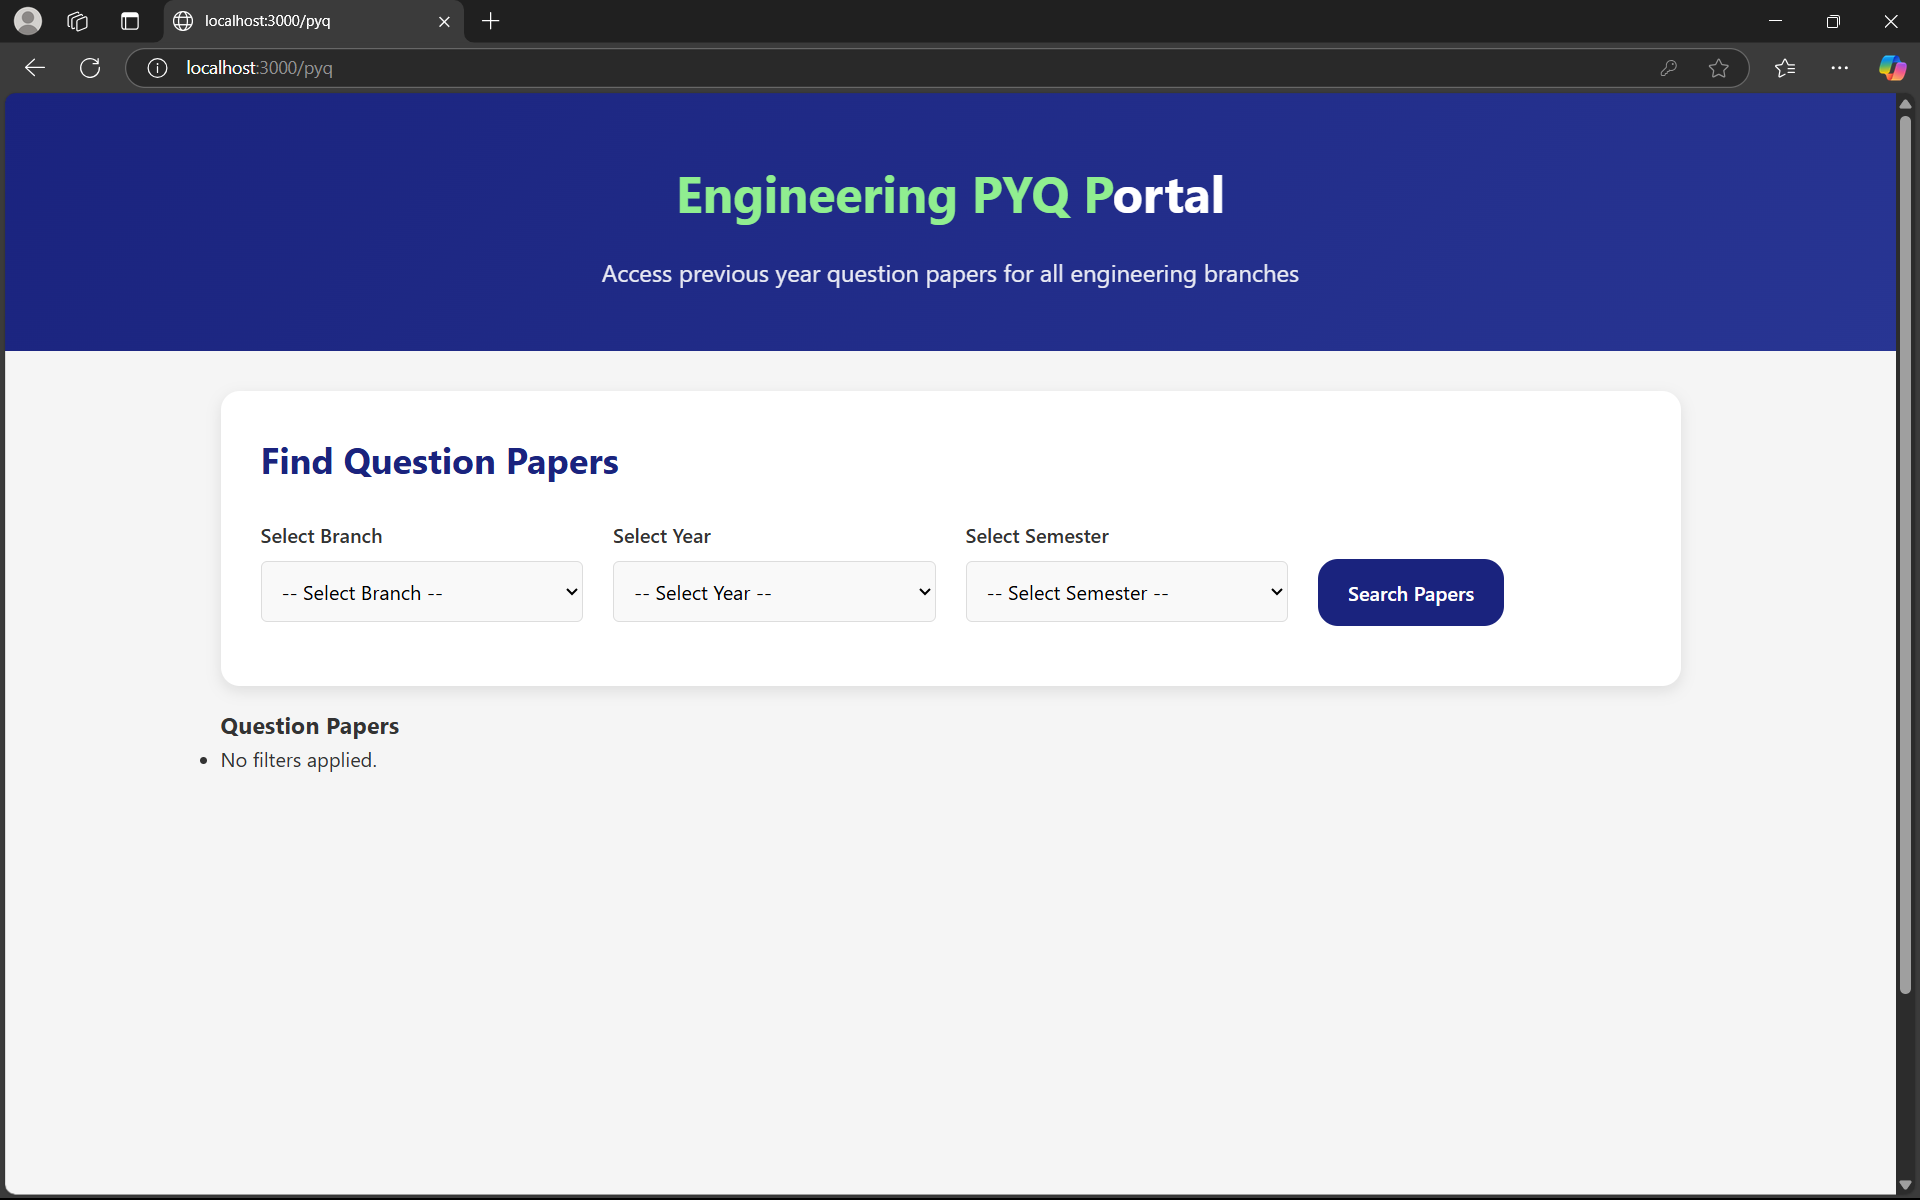 localhost:3000/pyq
localhost:3000/pyq
Engineering PYQ Portal
Access previous year question papers for all engineering branches
Find Question Papers
Select Branch Select Year Select Semester
-- Select Branch -- -- Select Year -- -- Select Semester -- Search Papers
Question Papers
• No filters applied.